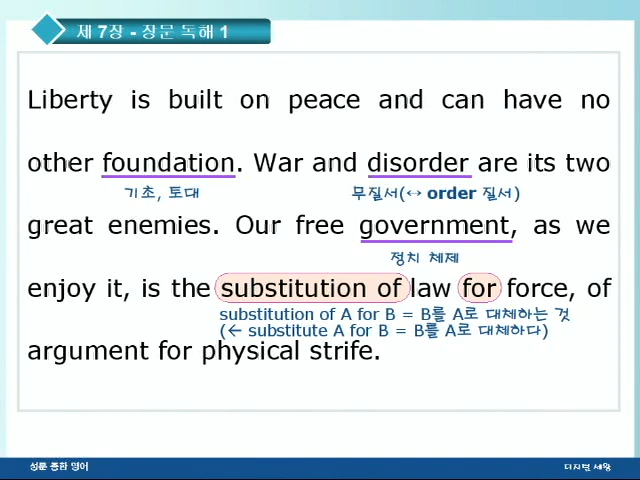 제 7장 - 장문 독해 1
Liberty is built on peace and can have no
other foundation. War and disorder are its two
기초, 토대
무질서(↔ order 질서)
great enemies. Our free government, as we
정치 체제
enjoy it, is the substitution of law for force, of
substitution of A for B = B를 A로 대체하는 것
(← substitute A for B = B를 A로 대체하다)
argument for physical strife.
성문 종합 영어
디지털 세왕